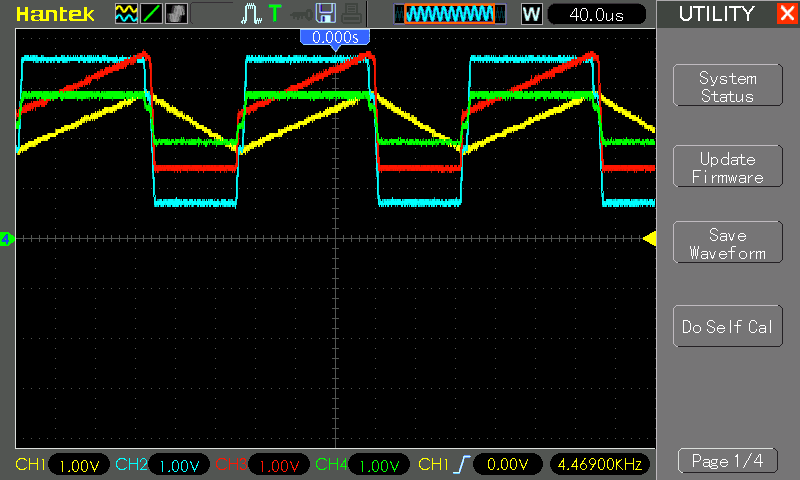 Hantek T W 40.0us UTILITY
0.000s
System
Status
Update
Firmware
Save
Waveform
4
Do Self Cal
CH1 1.00V CH2 1.00V CH3 1.00V CH4 1.00V CH1 0.00V 4.46900KHz Page 1/4